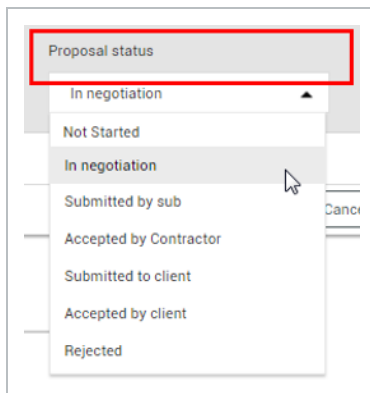 Proposal status
In negotiation
Not Started
In negotiation
Submitted by sub
Accepted by Contractor
Submitted to client
Accepted by client
Rejected